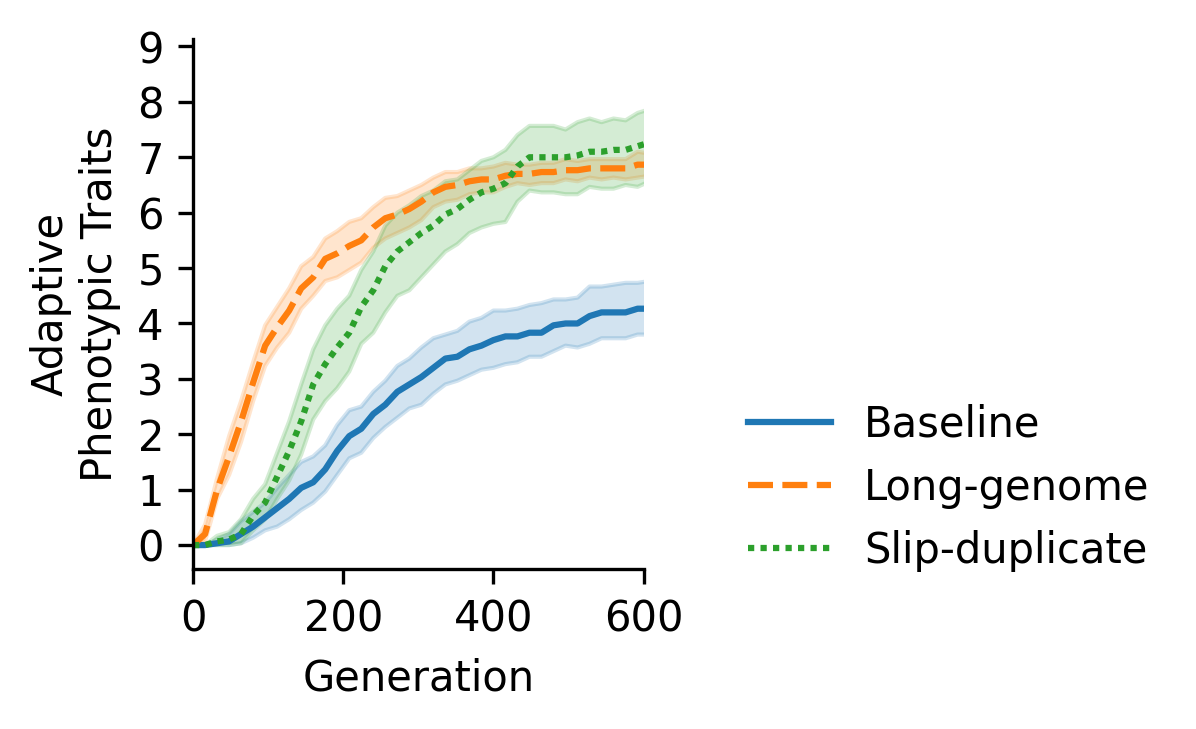 Adaptive
Phenotypic Traits
9
8
7
6
5
4
3
2
1
0
0 200 400 600
Generation
Baseline
Long-genome
Slip-duplicate